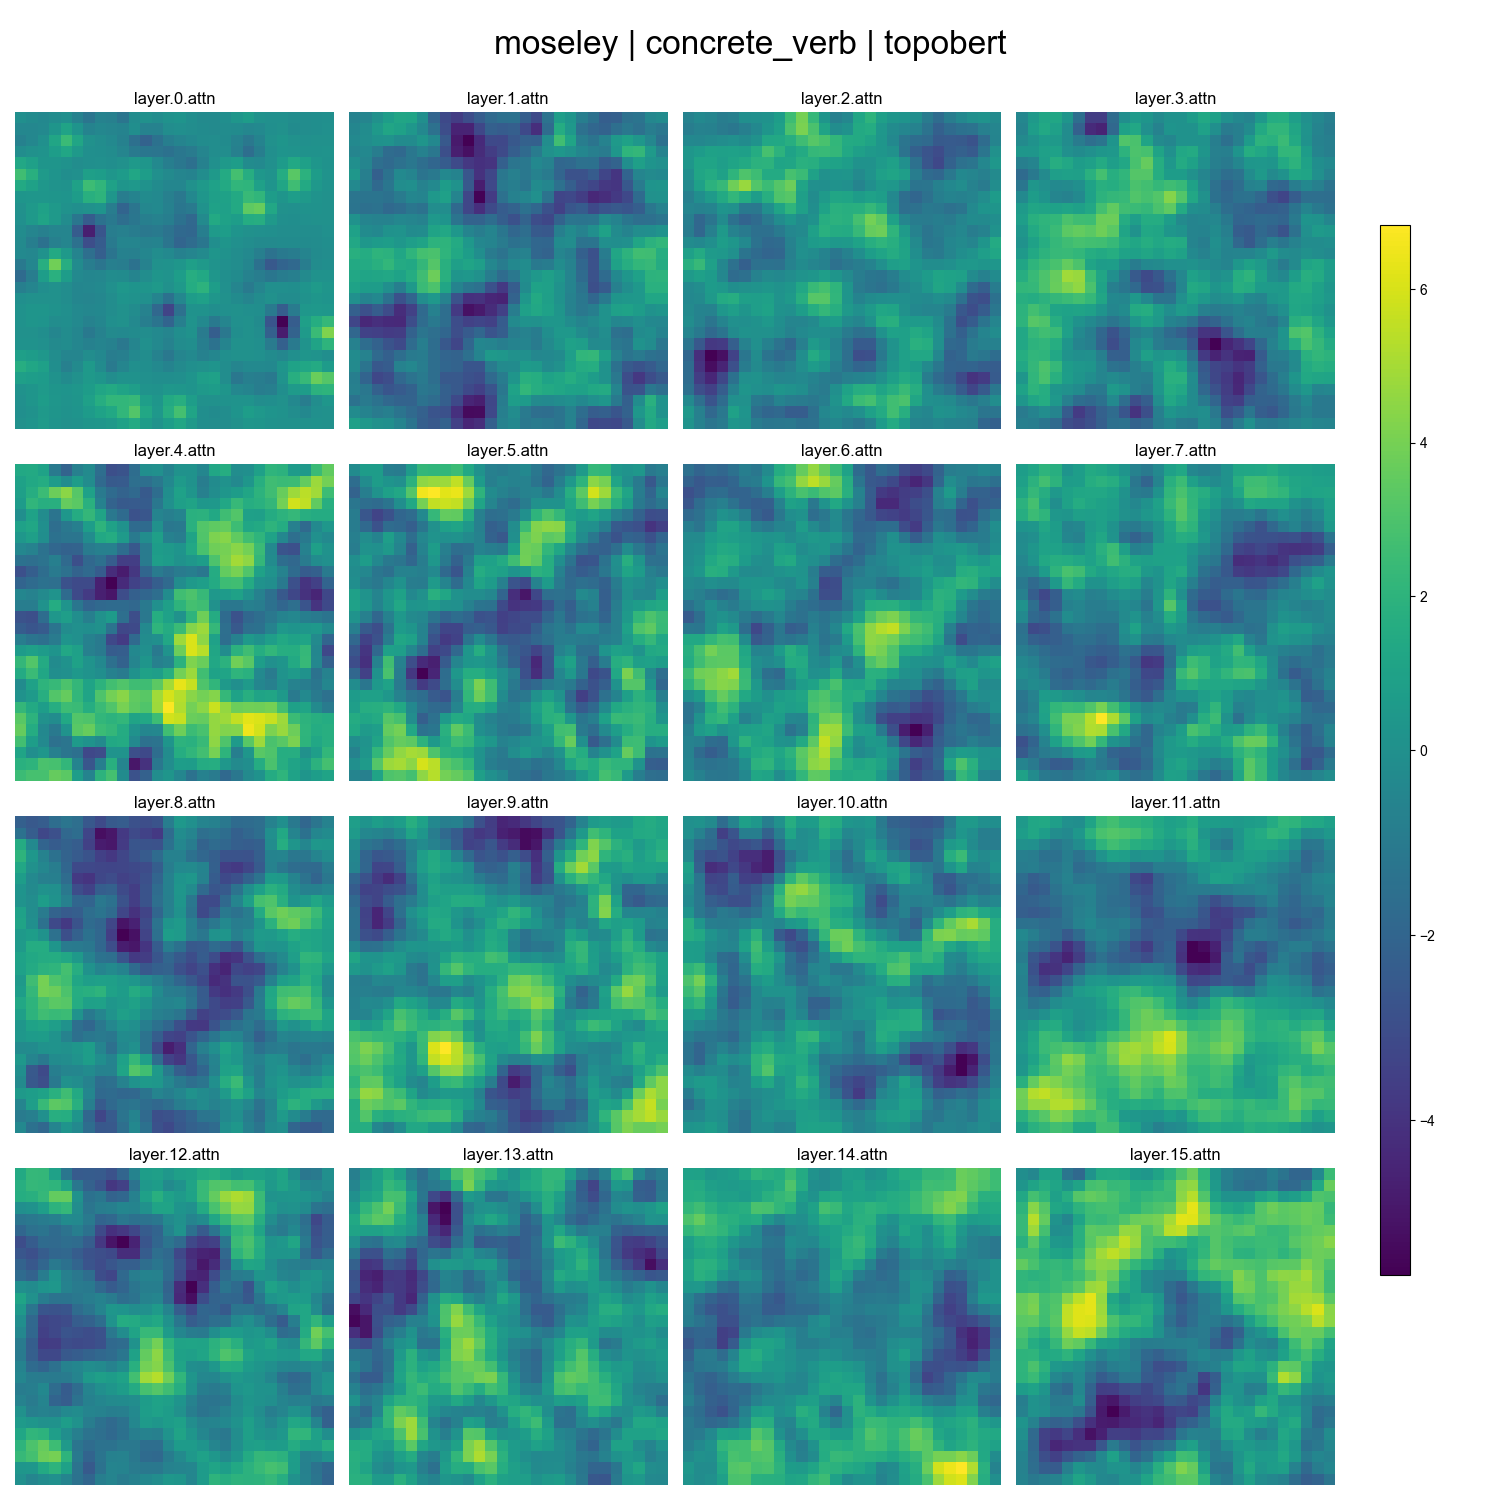 moseley | concrete_verb | topobert
layer.0.attn
layer.1.attn
layer.2.attn
layer.3.attn
layer.4.attn
layer.5.attn
layer.6.attn
layer.7.attn
layer.8.attn
layer.9.attn
layer.10.attn
layer.11.attn
layer.12.attn
layer.13.attn
layer.14.attn
layer.15.attn
6
4
2
0
−2
−4